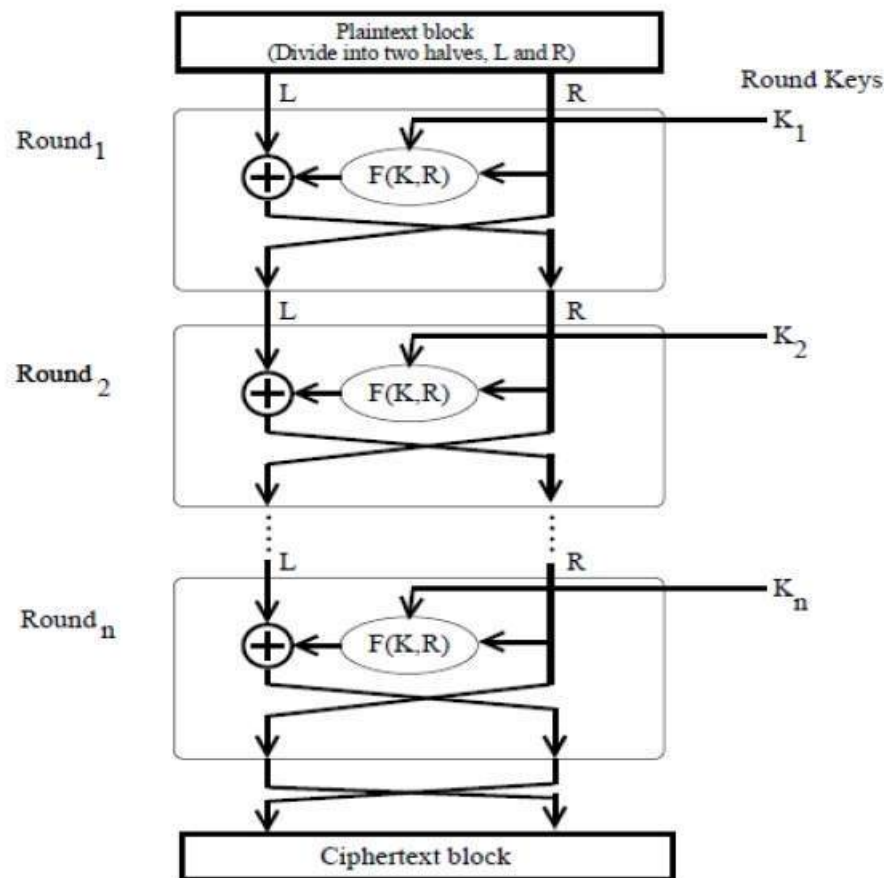 Plaintext block
(Divide into two halves, L and R)
L
R
Round Keys
Round1
K1
F(K,R)
L
R
Round2
K2
F(K,R)
L
R
Roundn
Kn
F(K,R)
Ciphertext block